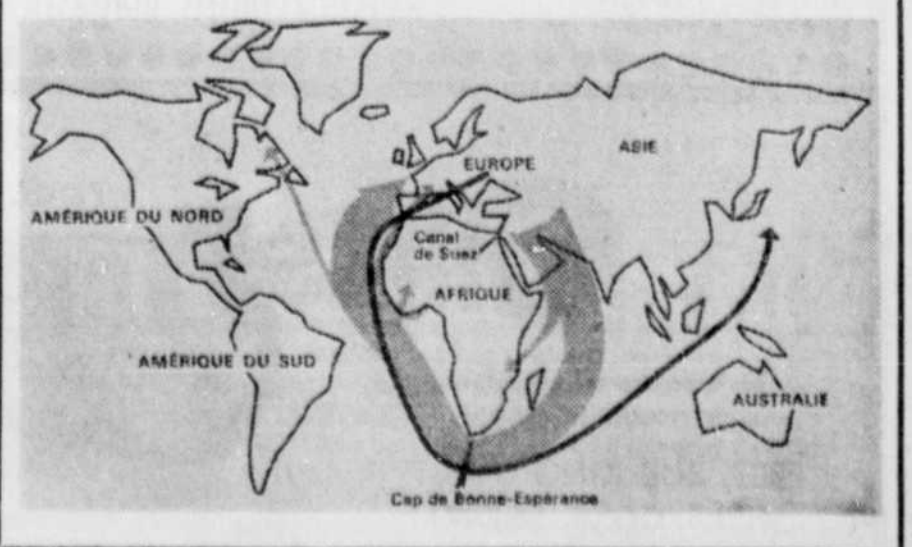 ASIE
EUROPE
AMÉRIQUE DU NORD
Canal
de Suez
AFRIQUE
AMÉRIQUE DU SUD
AUSTRALIE
Cap de Bonne-Espérance